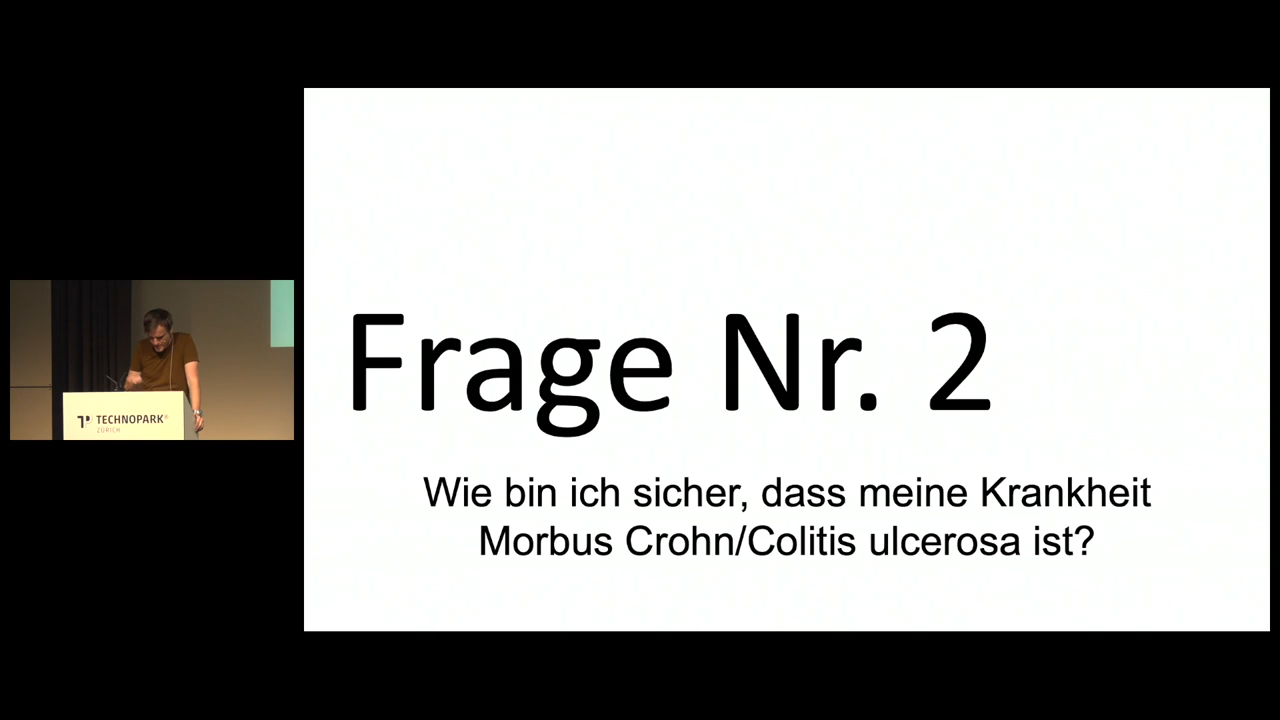 TECHNOPARK®
ZÜRICH
Frage Nr. 2
Wie bin ich sicher, dass meine Krankheit
Morbus Crohn/Colitis ulcerosa ist?